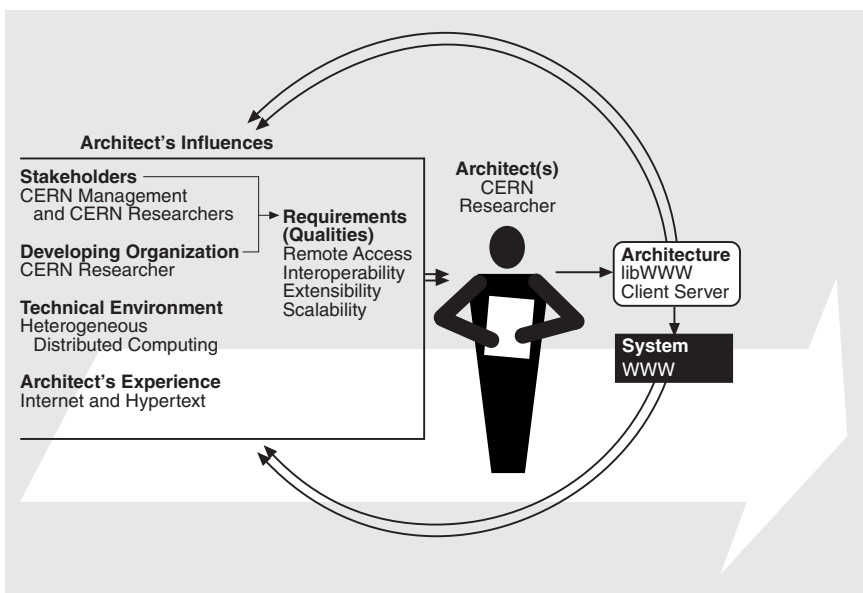 Architect's Influences
Stakeholders
CERN Management
and CERN Researchers
Developing Organization
CERN Researcher
Technical Environment
Heterogeneous
Distributed Computing
Architect's Experience
Internet and Hypertext
Requirements
(Qualities)
Remote Access
Interoperability
Extensibility
Scalability
Architect(s)
CERN
Researcher
Architecture
libWWW
Client Server
System
WWW